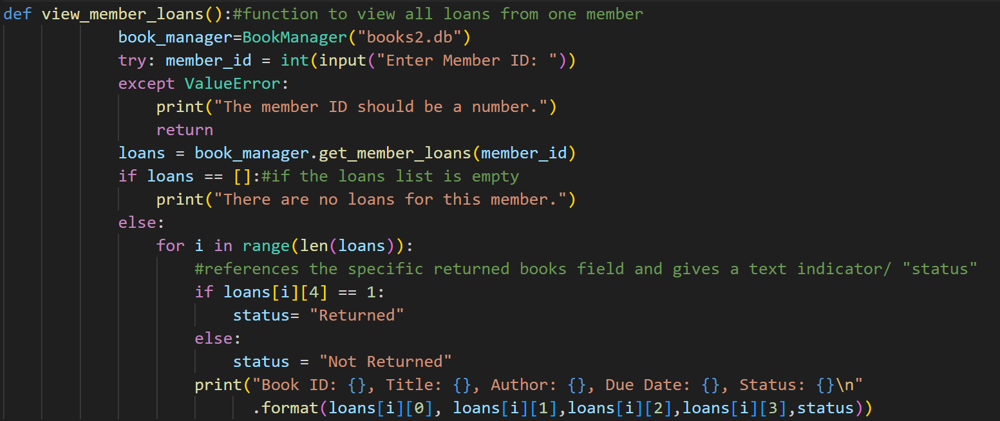 def view_member_loans():#function to view all loans from one member
            book_manager=BookManager("books2.db")
            try: member_id = int(input("Enter Member ID: "))
            except ValueError:
                print("The member ID should be a number.")
                return
            loans = book_manager.get_member_loans(member_id)
            if loans == []:#if the loans list is empty
                print("There are no loans for this member.")
            else:
                for i in range(len(loans)):
                    #references the specific returned books field and gives a text indicator/ "status"
                    if loans[i][4] == 1:
                        status= "Returned"
                    else:
                        status = "Not Returned"
                    print("Book ID: {}, Title: {}, Author: {}, Due Date: {}, Status: {}\n"
                          .format(loans[i][0], loans[i][1],loans[i][2],loans[i][3],status))